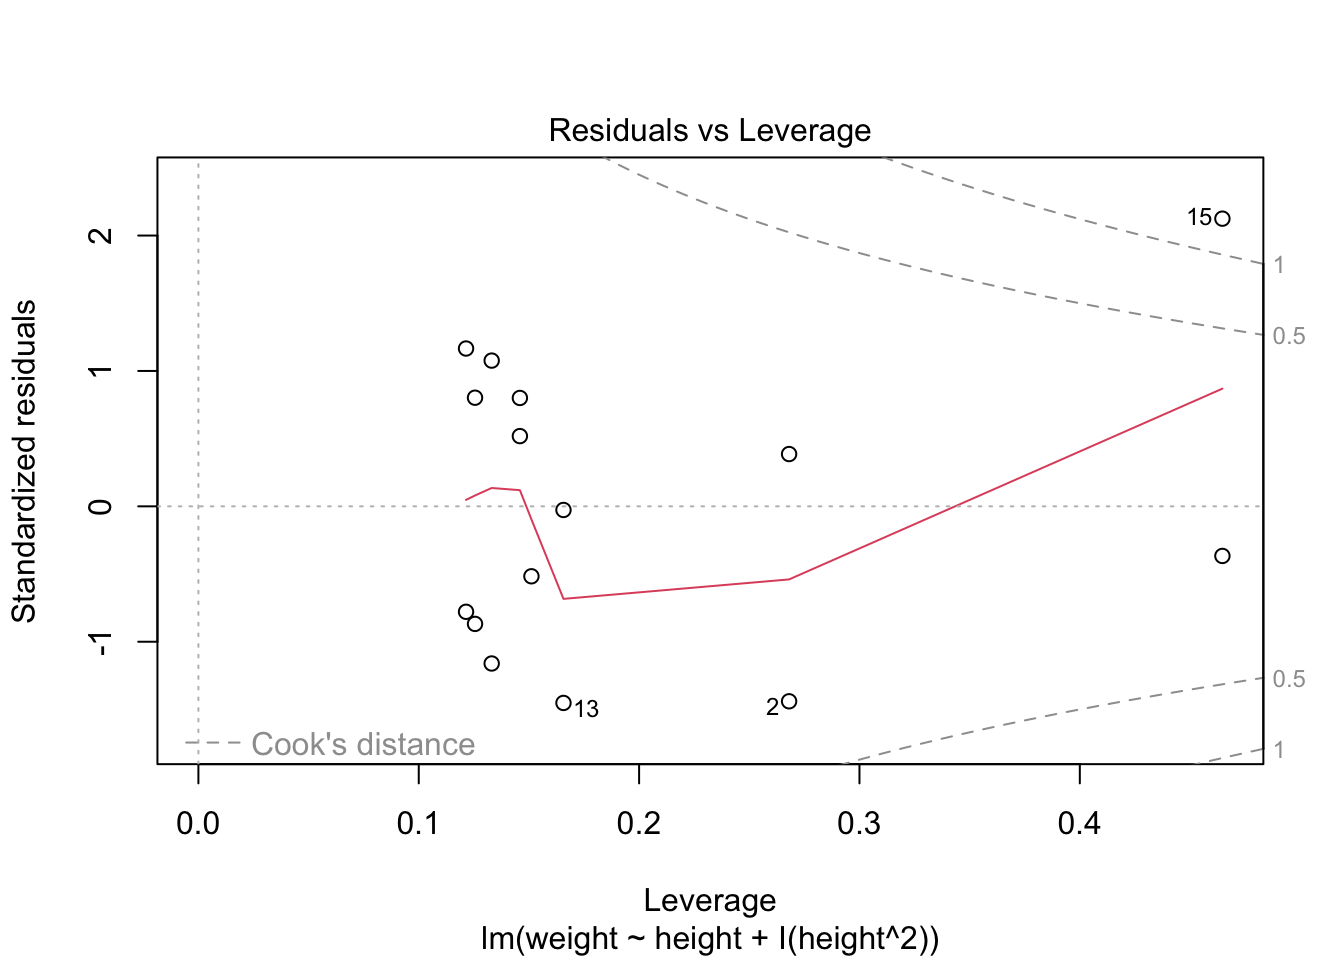 Residuals vs Leverage
Standardized residuals
2
1
0
-1
15
13
2
1
0.5
0.5
1
Cook's distance
0.0 0.1 0.2 0.3 0.4
Leverage
lm(weight ~ height + I(height^2))